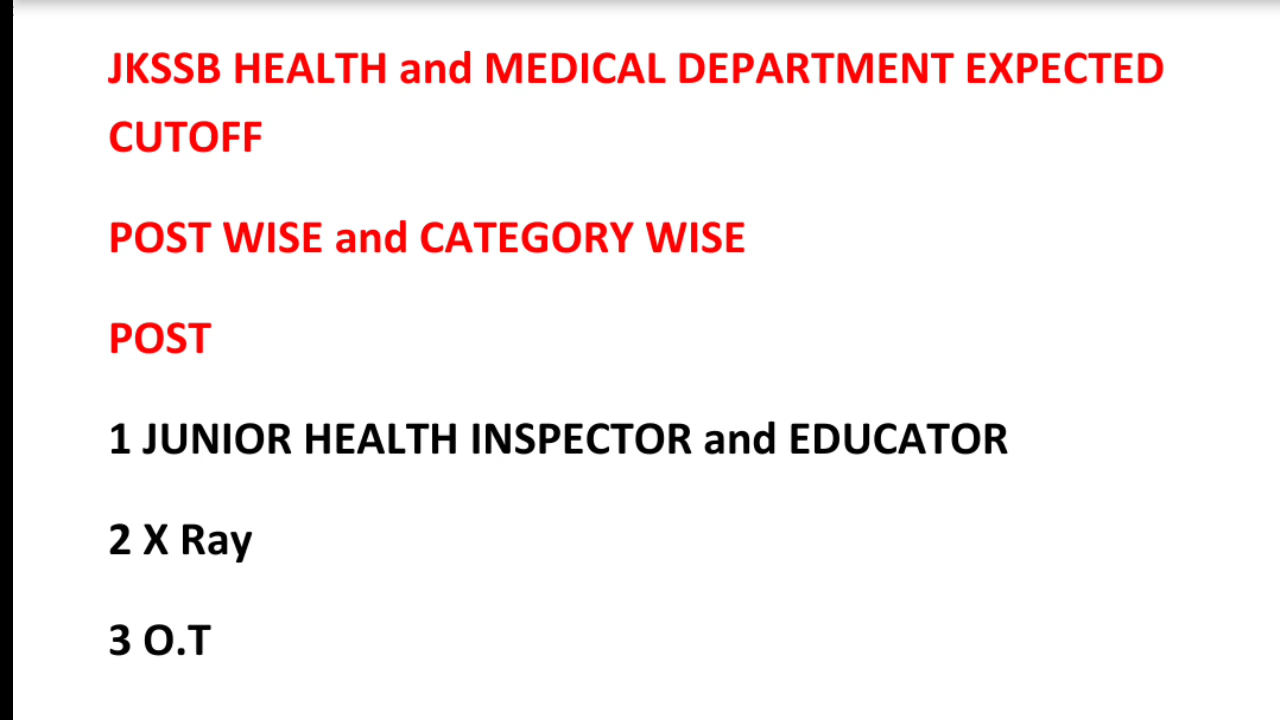 JKSSB HEALTH and MEDICAL DEPARTMENT EXPECTED
CUTOFF
POST WISE and CATEGORY WISE
POST
1 JUNIOR HEALTH INSPECTOR and EDUCATOR
2 X Ray
3 O.T